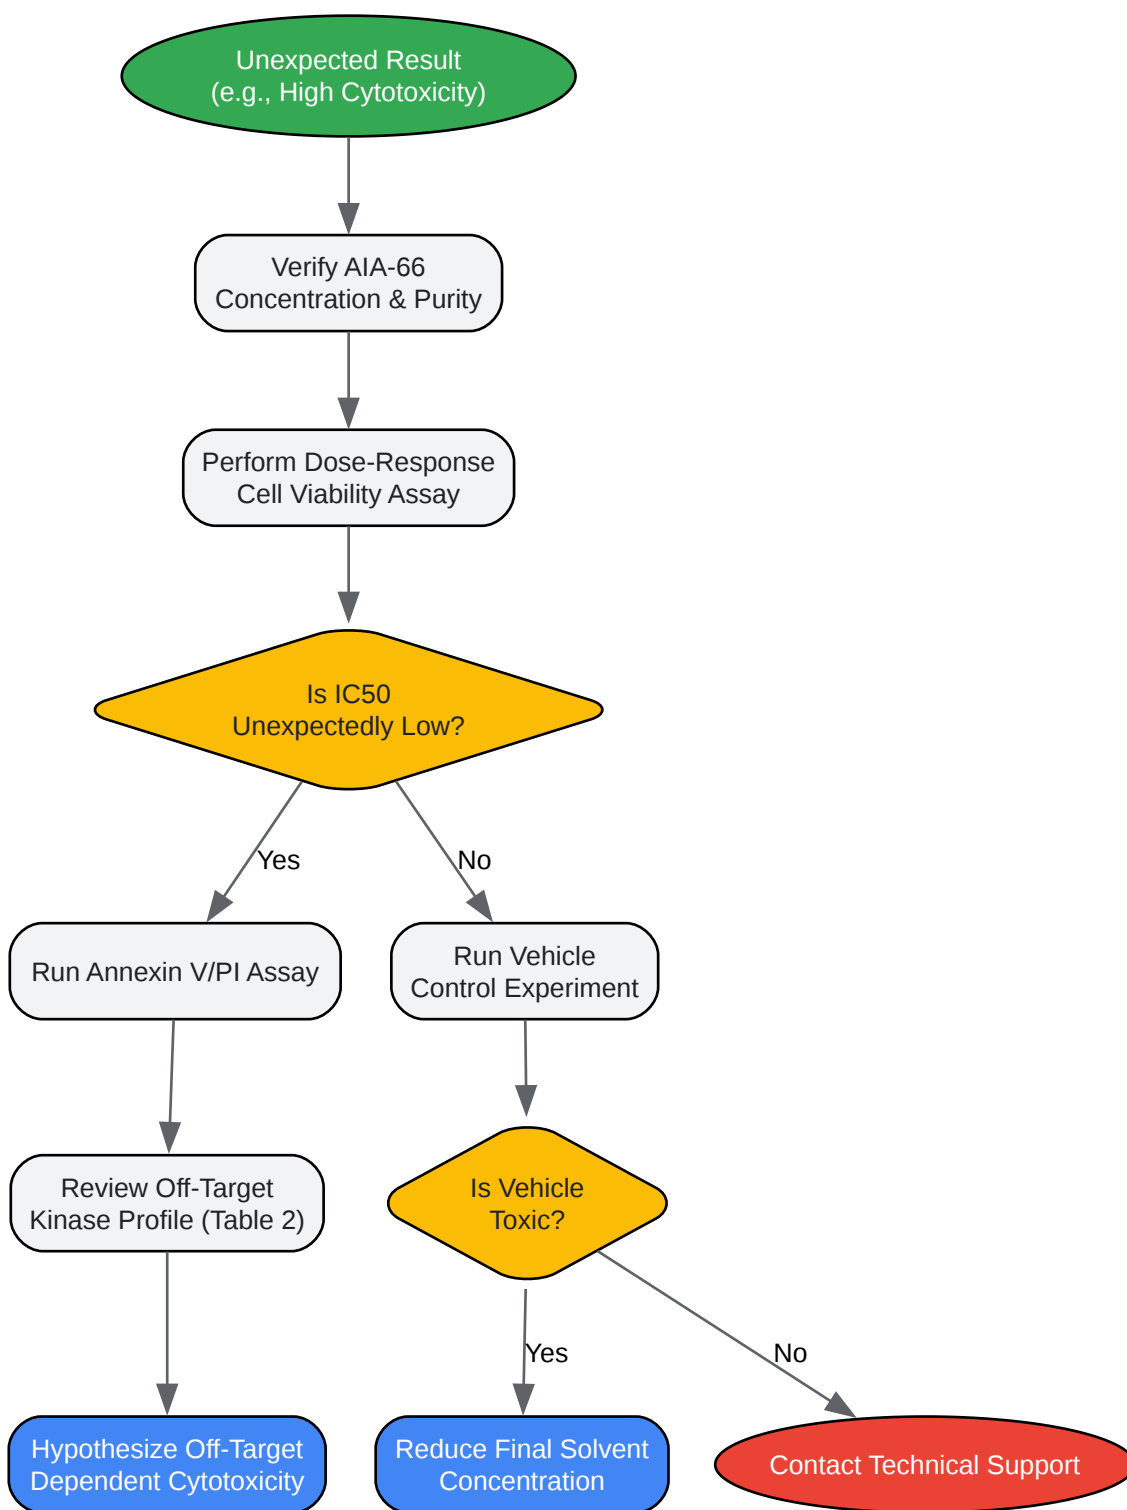 Unexpected Result
(e.g., High Cytotoxicity)
Verify AIA-66
Concentration & Purity
Perform Dose-Response
Cell Viability Assay
Is IC50
Unexpectedly Low?
Yes
No
Run Annexin V/PI Assay
Run Vehicle
Control Experiment
Review Off-Target
Kinase Profile (Table 2)
Is Vehicle
Toxic?
Yes
No
Hypothesize Off-Target
Dependent Cytotoxicity
Reduce Final Solvent
Concentration
Contact Technical Support